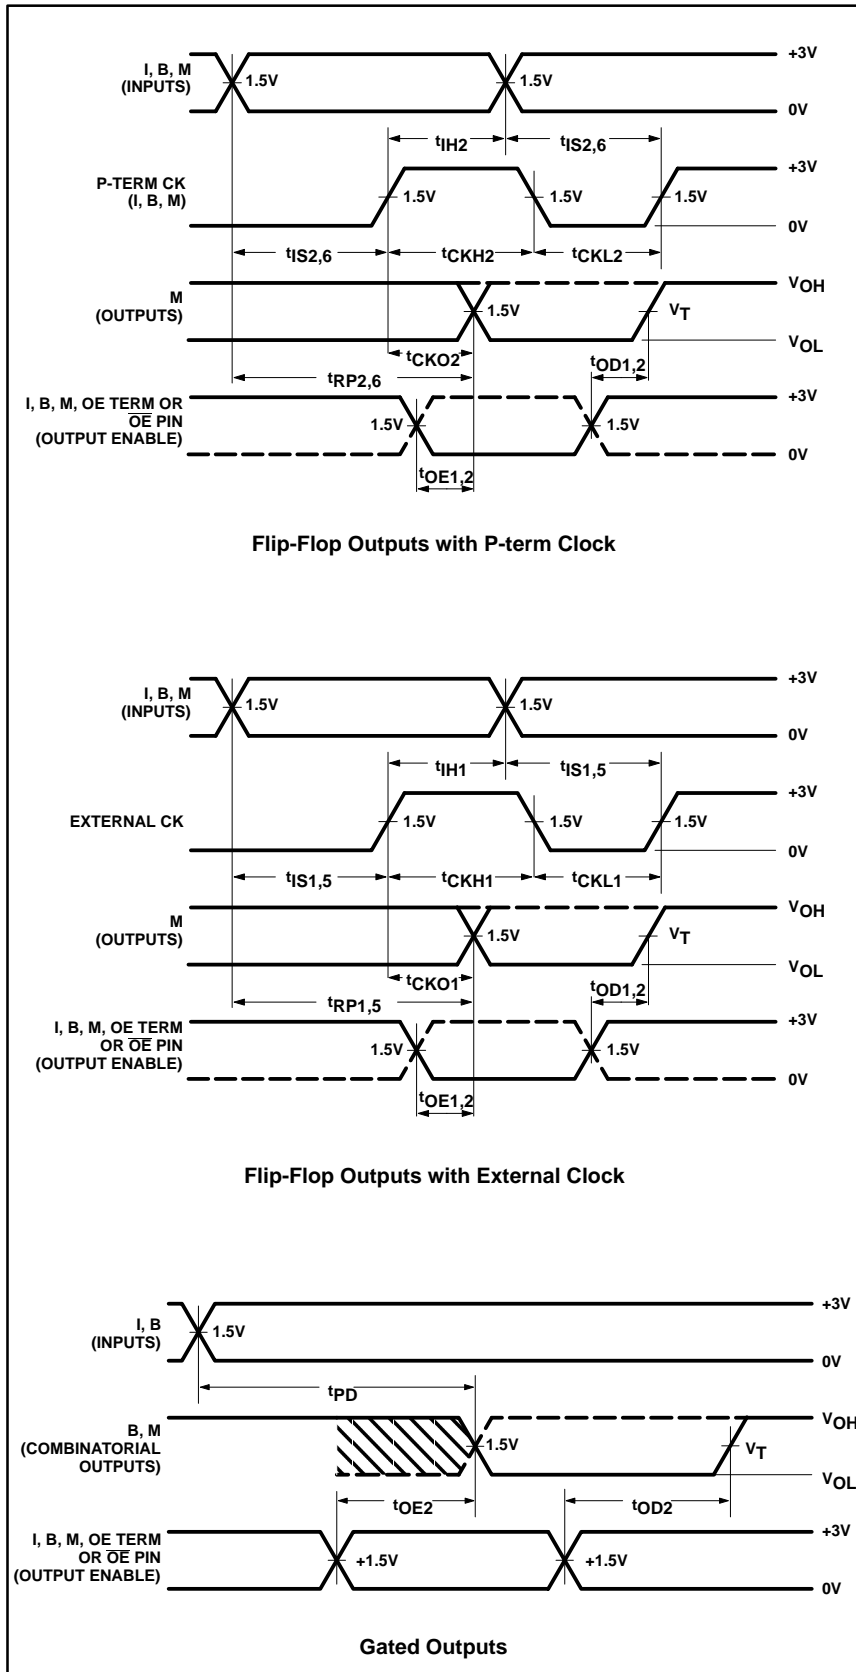 I, B, M
(INPUTS)
1.5V
1.5V
+3V
0V
tIH2
tIS2,6
P-TERM CK
(I, B, M)
1.5V
1.5V
1.5V
+3V
0V
tIS2,6
tCKH2
tCKL2
M
(OUTPUTS)
1.5V
VT
VOH
VOL
tCKO2
tRP2,6
tOD1,2
I, B, M, OE TERM OR
OE PIN
(OUTPUT ENABLE)
1.5V
1.5V
+3V
0V
tOE1,2
Flip-Flop Outputs with P-term Clock
I, B, M
(INPUTS)
1.5V
1.5V
+3V
0V
tIH1
tIS1,5
EXTERNAL CK
1.5V
1.5V
1.5V
+3V
0V
tIS1,5
tCKH1
tCKL1
M
(OUTPUTS)
1.5V
VT
VOH
VOL
tCKO1
tRP1,5
tOD1,2
I, B, M, OE TERM
OR OE PIN
(OUTPUT ENABLE)
1.5V
1.5V
+3V
0V
tOE1,2
Flip-Flop Outputs with External Clock
I, B
(INPUTS)
1.5V
+3V
0V
tPD
B, M
(COMBINATORIAL
OUTPUTS)
1.5V
VT
VOH
VOL
tOE2
tOD2
I, B, M, OE TERM
OR OE PIN
(OUTPUT ENABLE)
+1.5V
+1.5V
+3V
0V
Gated Outputs